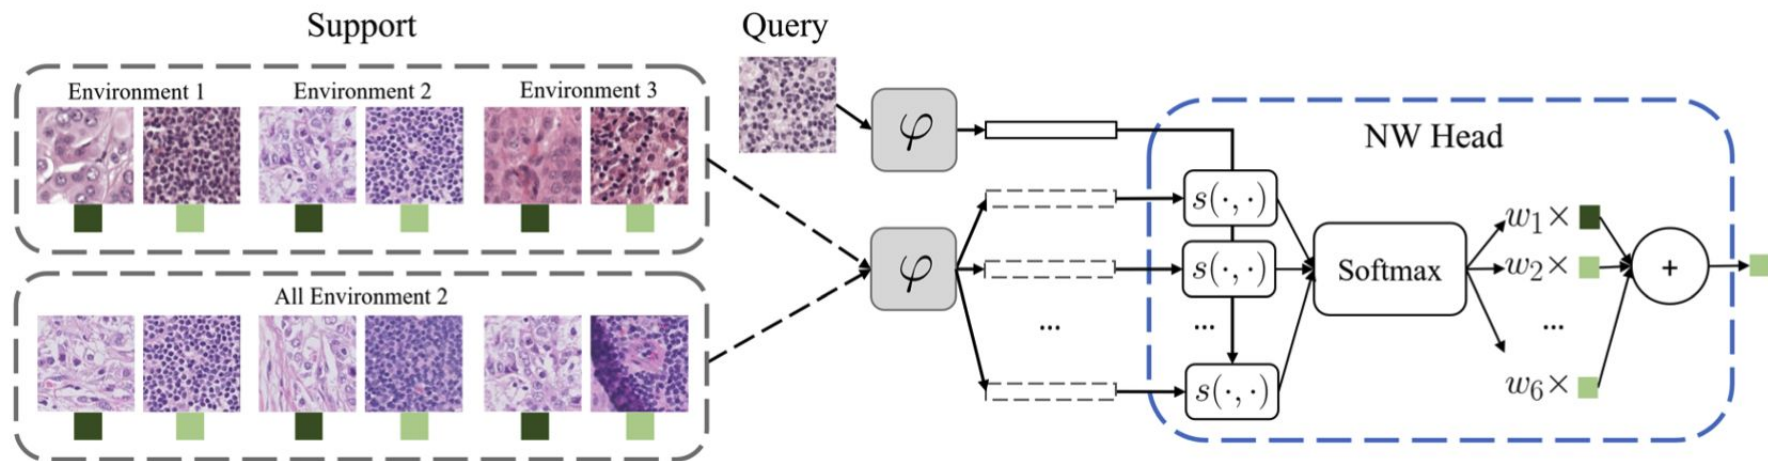 Support
Environment 1
Environment 2
Environment 3
All Environment 2
Query
φ
φ
...
NW Head
s(·, ·)
s(·, ·)
...
s(·, ·)
Softmax
w₁×
w₂×
...
w₆×
+